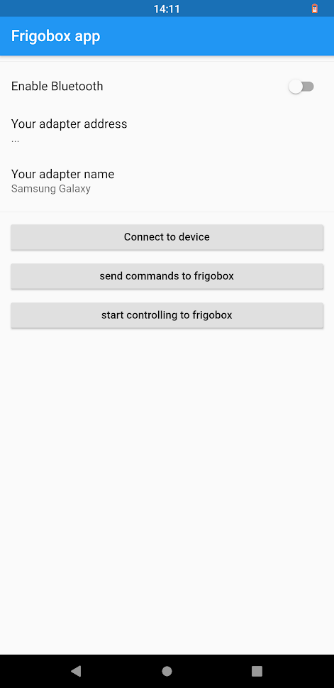 14:11
Frigobox app
Enable Bluetooth
Your adapter address
...
Your adapter name
Samsung Galaxy
Connect to device
send commands to frigobox
start controlling to frigobox